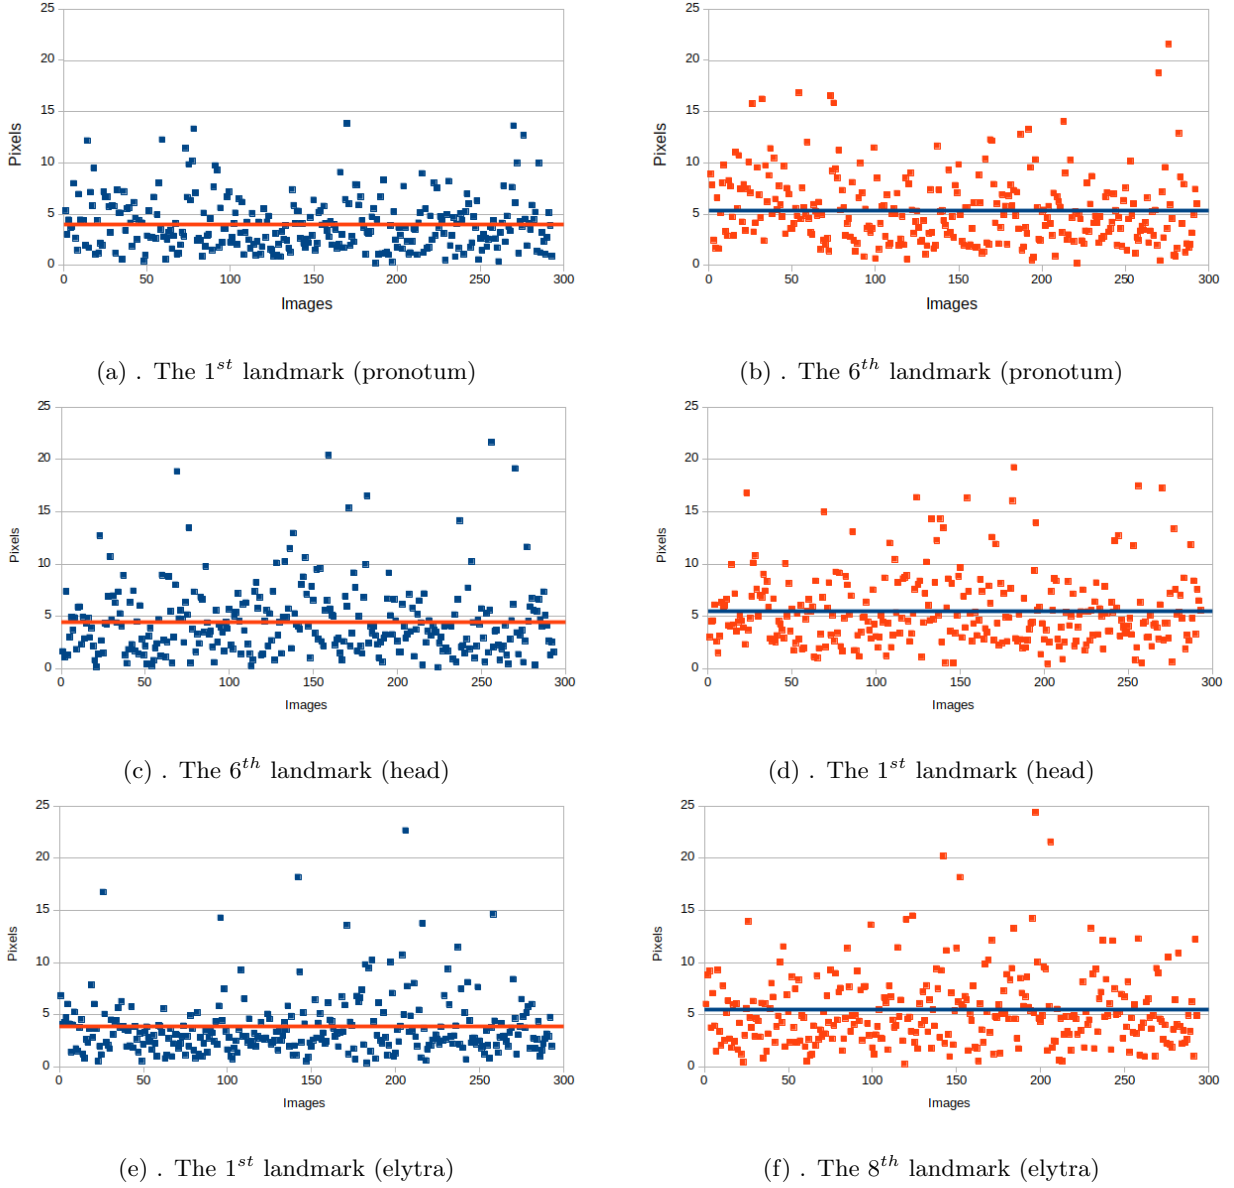 25 20 15 10 5 0
Pixels
0 50 100 150 200 250 300
Images
(a) . The 1st landmark (pronotum)
25 20 15 10 5 0
Pixels
0 50 100 150 200 250 300
Images
(b) . The 6th landmark (pronotum)
25 20 15 10 5 0
Pixels
0 50 100 150 200 250 300
Images
(c) . The 6th landmark (head)
25 20 15 10 5 0
Pixels
0 50 100 150 200 250 300
Images
(d) . The 1st landmark (head)
25 20 15 10 5 0
Pixels
0 50 100 150 200 250 300
Images
(e) . The 1st landmark (elytra)
25 20 15 10 5 0
Pixels
0 50 100 150 200 250 300
Images
(f) . The 8th landmark (elytra)